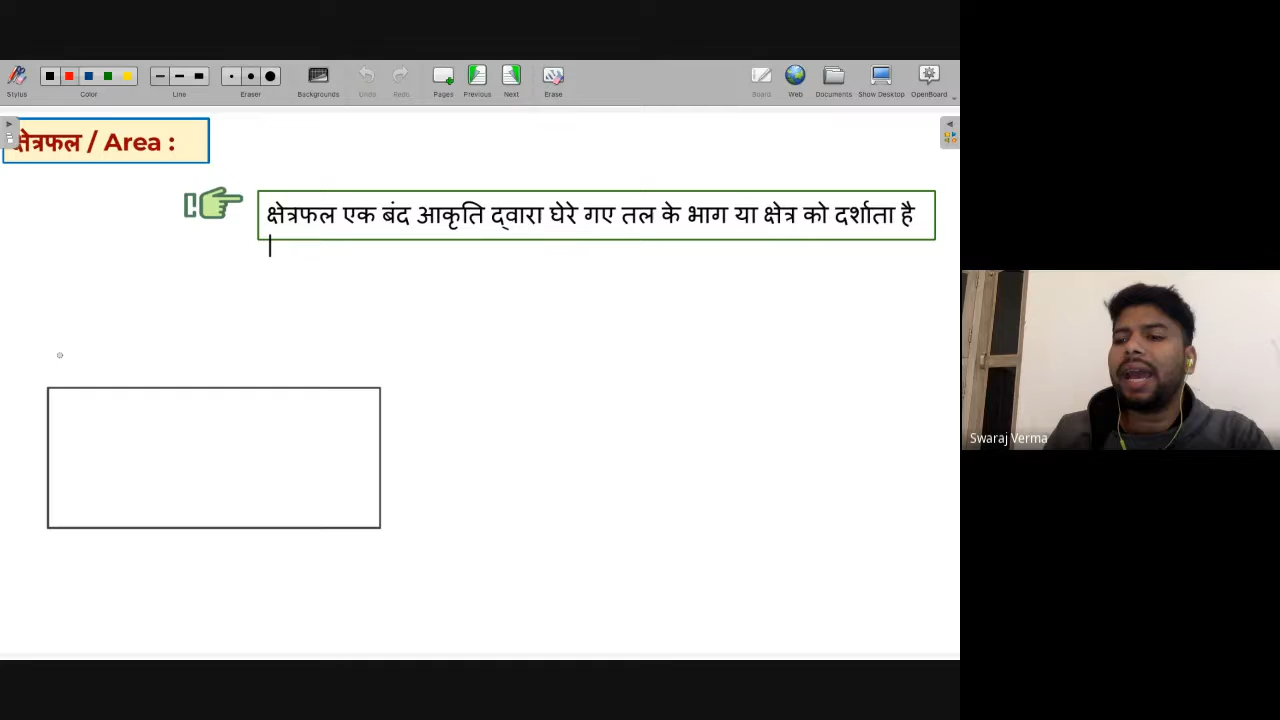 Stylus
Color
Line
Eraser
Backgrounds
Undo
Redo
Pages
Previous
Next
Erase
Board
Web
Documents
Show Desktop
OpenBoard
क्षेत्रफल / Area :
क्षेत्रफल एक बंद आकृति द्वारा घेरे गए तल के भाग या क्षेत्र को दर्शाता है
।
Swaraj Verma